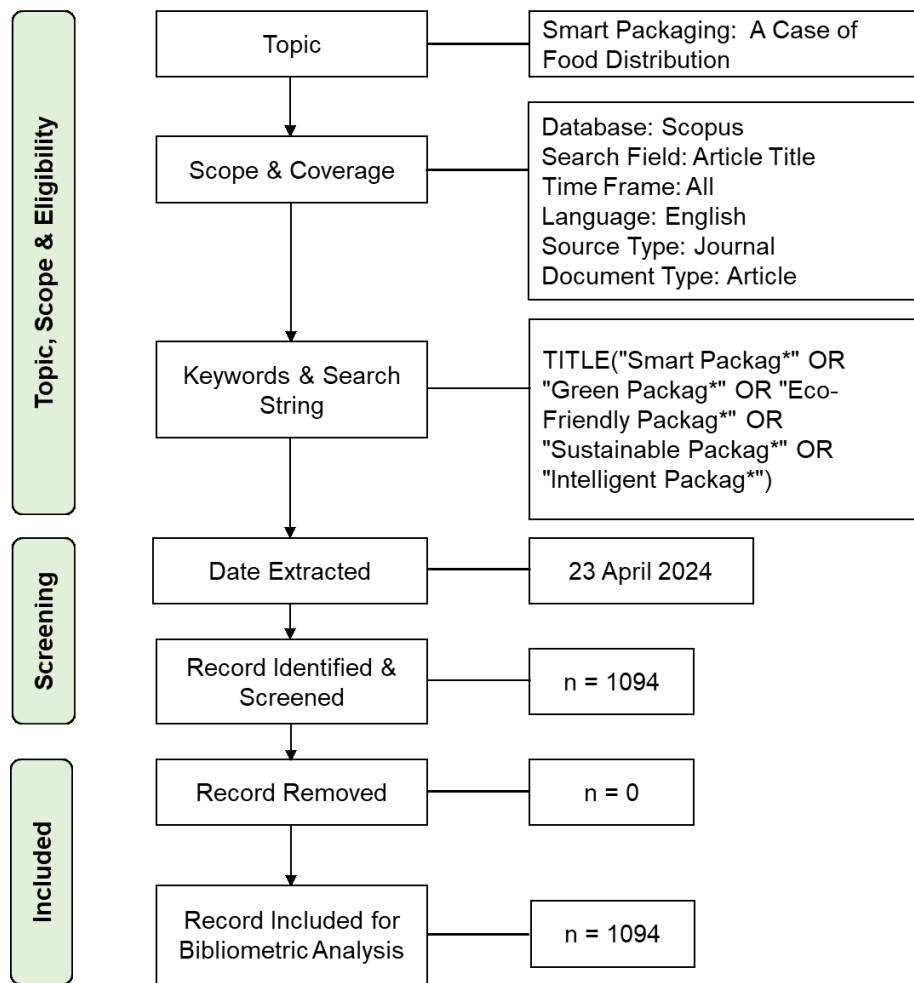 Topic, Scope & Eligibility
Topic
Smart Packaging:  A Case of
Food Distribution
Scope & Coverage
Database: Scopus
Search Field: Article Title
Time Frame: All
Language: English
Source Type: Journal
Document Type: Article
Keywords & Search
String
TITLE("Smart Packag*" OR
"Green Packag*" OR "Eco-
Friendly Packag*" OR
"Sustainable Packag*" OR
"Intelligent Packag*")
Screening
Date Extracted
23 April 2024
Record Identified &
Screened
n = 1094
Included
Record Removed
n = 0
Record Included for
Bibliometric Analysis
n = 1094